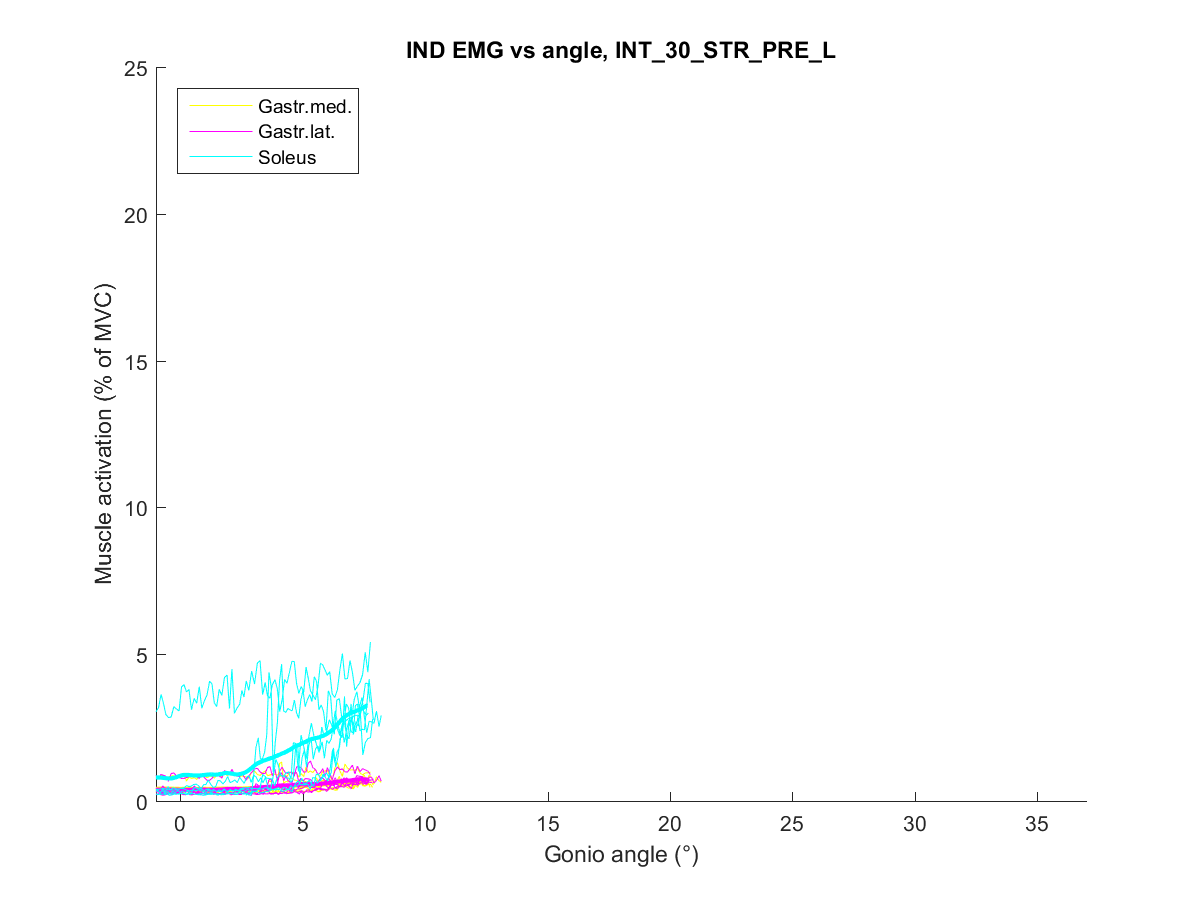 IND EMG vs angle, INT_30_STR_PRE_L
25
20
15
10
5
0
Muscle activation (% of MVC)
Gastr.med.
Gastr.lat.
Soleus
0 5 10 15 20 25 30 35
Gonio angle (°)